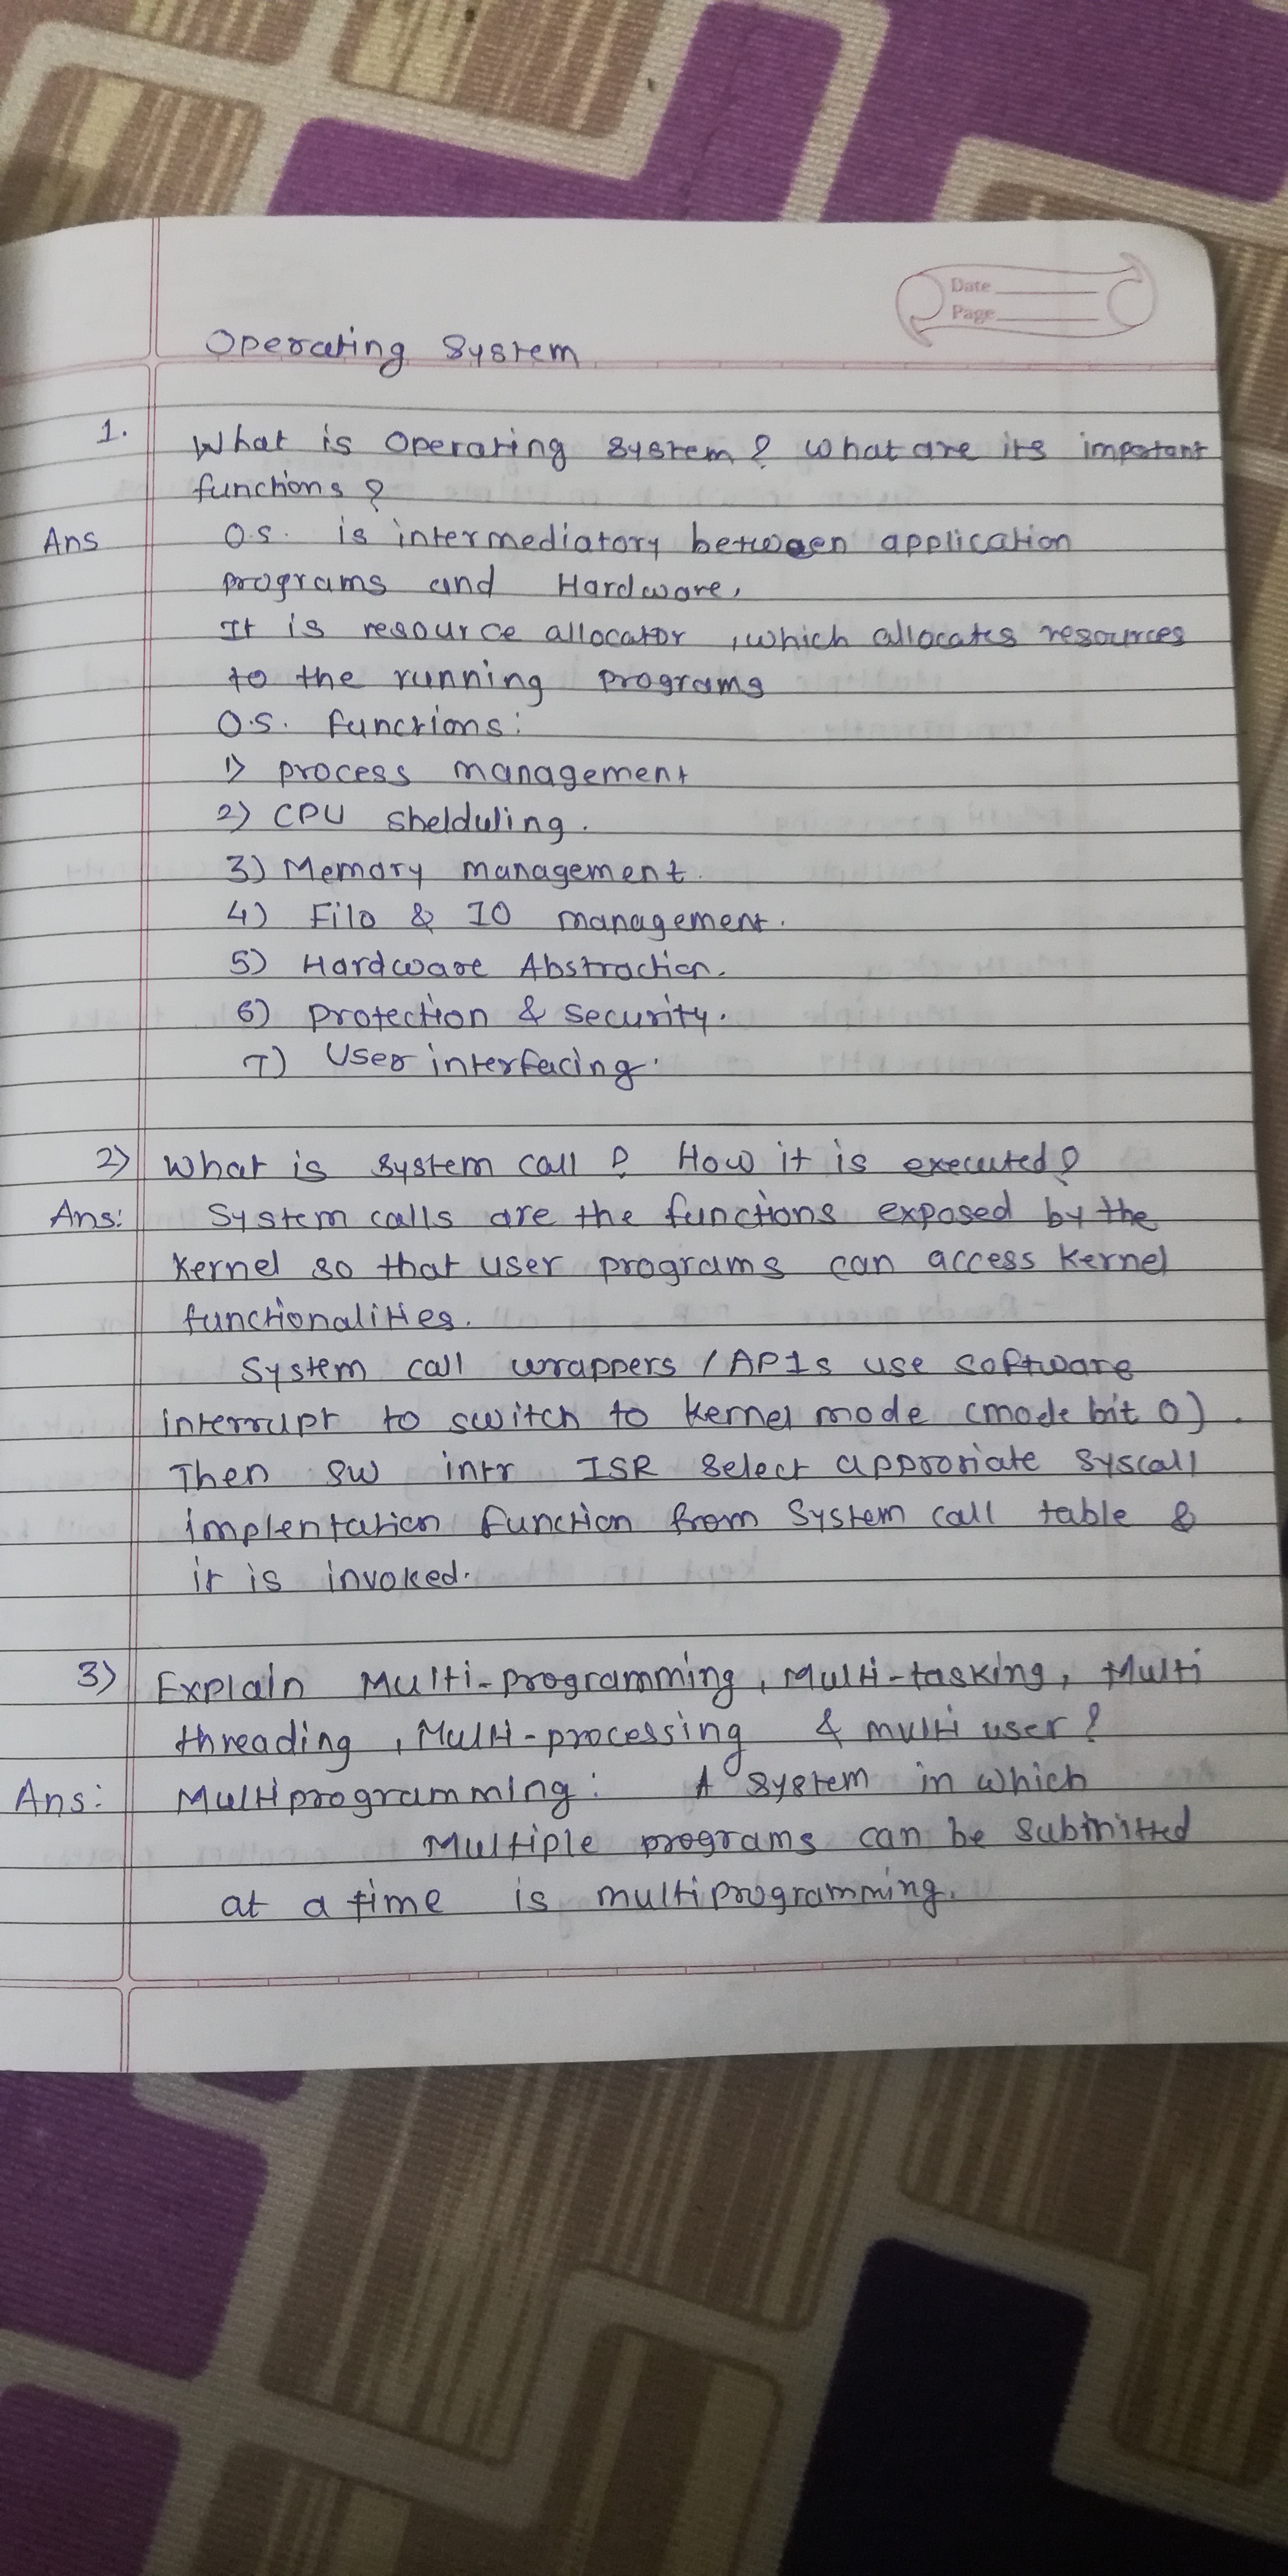 Date
Page
Operating System
1. What is Operating System? What are its important
functions?
Ans O.S. is intermediatory between application
programs and Hardware.
It is resource allocator, which allocates resources
to the running programs
O.S. functions:
1) process management
2) CPU shelduling.
3) Memory management.
4) File & IO management.
5) Hardware Abstraction.
6) Protection & Security.
7) User interfacing.
2) What is System call? How it is executed?
Ans: System calls are the functions exposed by the
kernel so that user programs can access kernel
functionalities.
System call wrappers / APIs use software
interrupt to switch to kernel mode (mode bit 0).
Then SW intr ISR select approriate syscall
implentation function from System call table &
it is invoked.
3) Explain Multi-programming, Multi-tasking, Multi
threading, Multi-processing & multi user?
Ans: Multiprogramming: A system in which
Multiple programs can be submitted
at a time is multiprogramming.